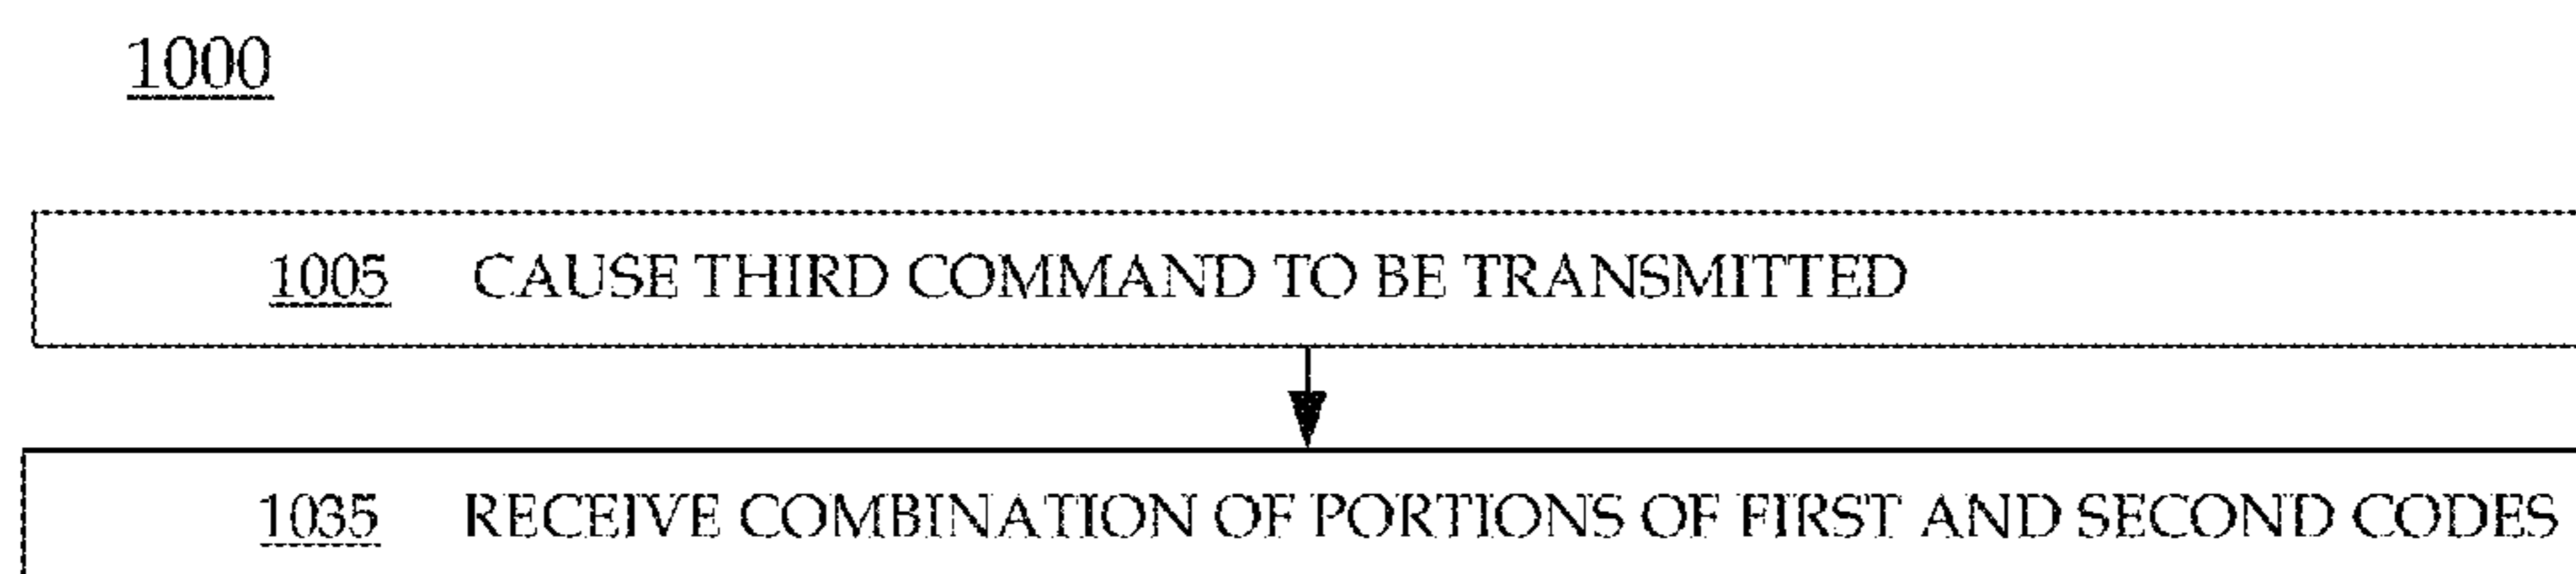 1000
1005 CAUSE THIRD COMMAND TO BE TRANSMITTED
1035 RECEIVE COMBINATION OF PORTIONS OF FIRST AND SECOND CODES